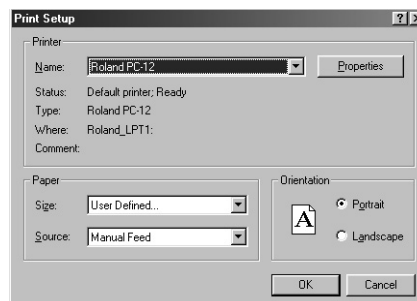 Print Setup
Printer
Name: Roland PC-12 Properties
Status: Default printer; Ready
Type: Roland PC-12
Where: Roland_LPT1:
Comment:
Paper
Size: User Defined...
Source: Manual Feed
Orientation
A
Portrait
Landscape
OK Cancel